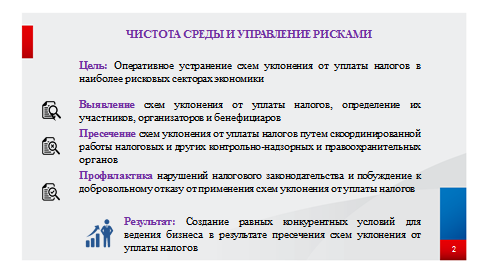 ЧИСТОТА СРЕДЫ И УПРАВЛЕНИЕ РИСКАМИ
Цель: Оперативное устранение схем уклонения от уплаты налогов в
наиболее рисковых секторах экономики
Выявление схем уклонения от уплаты налогов, определение их
участников, организаторов и бенефициаров
Пресечение схем уклонения от уплаты налогов путем скоординированной
работы налоговых и других контрольно-надзорных и правоохранительных
органов
Профилактика нарушений налогового законодательства и побуждение к
добровольному отказу от применения схем уклонения от уплаты налогов
Результат: Создание равных конкурентных условий для
ведения бизнеса в результате пресечения схем уклонения от
уплаты налогов
2